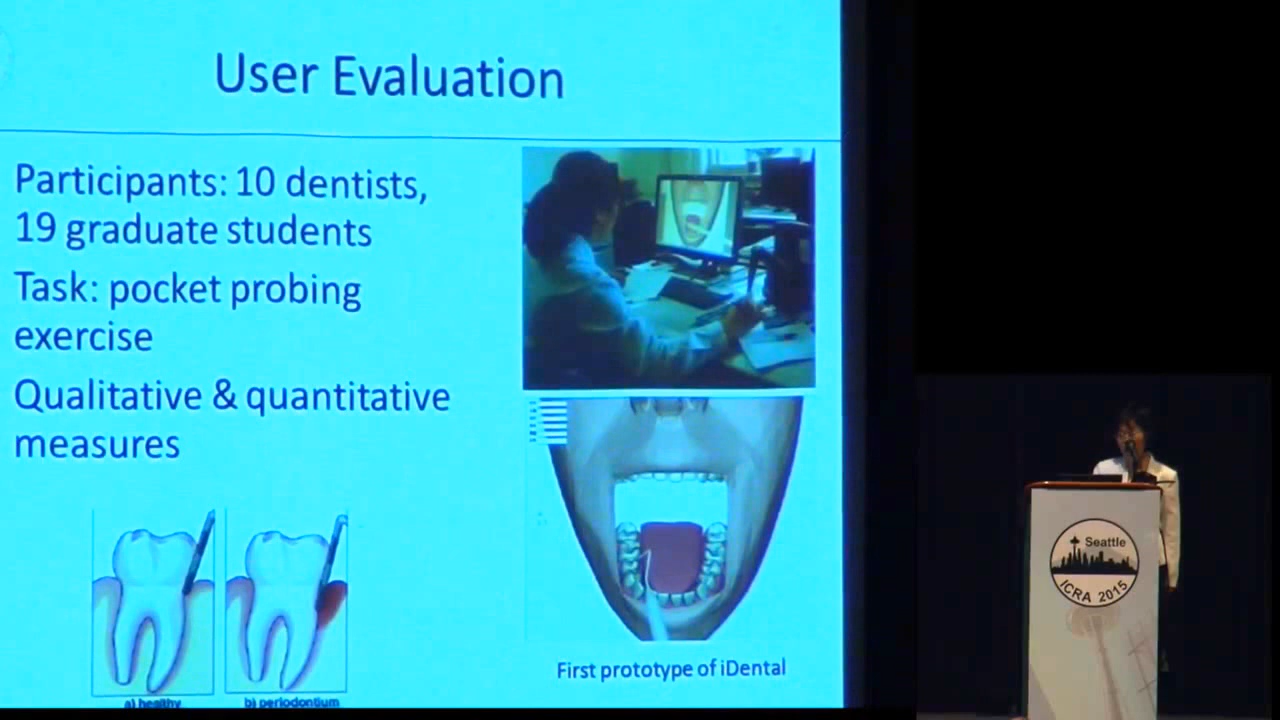 User Evaluation
Participants: 10 dentists,
19 graduate students
Task: pocket probing
exercise
Qualitative & quantitative
measures
a) healthy
b) periodontium
First prototype of iDental
Seattle
ICRA 2015